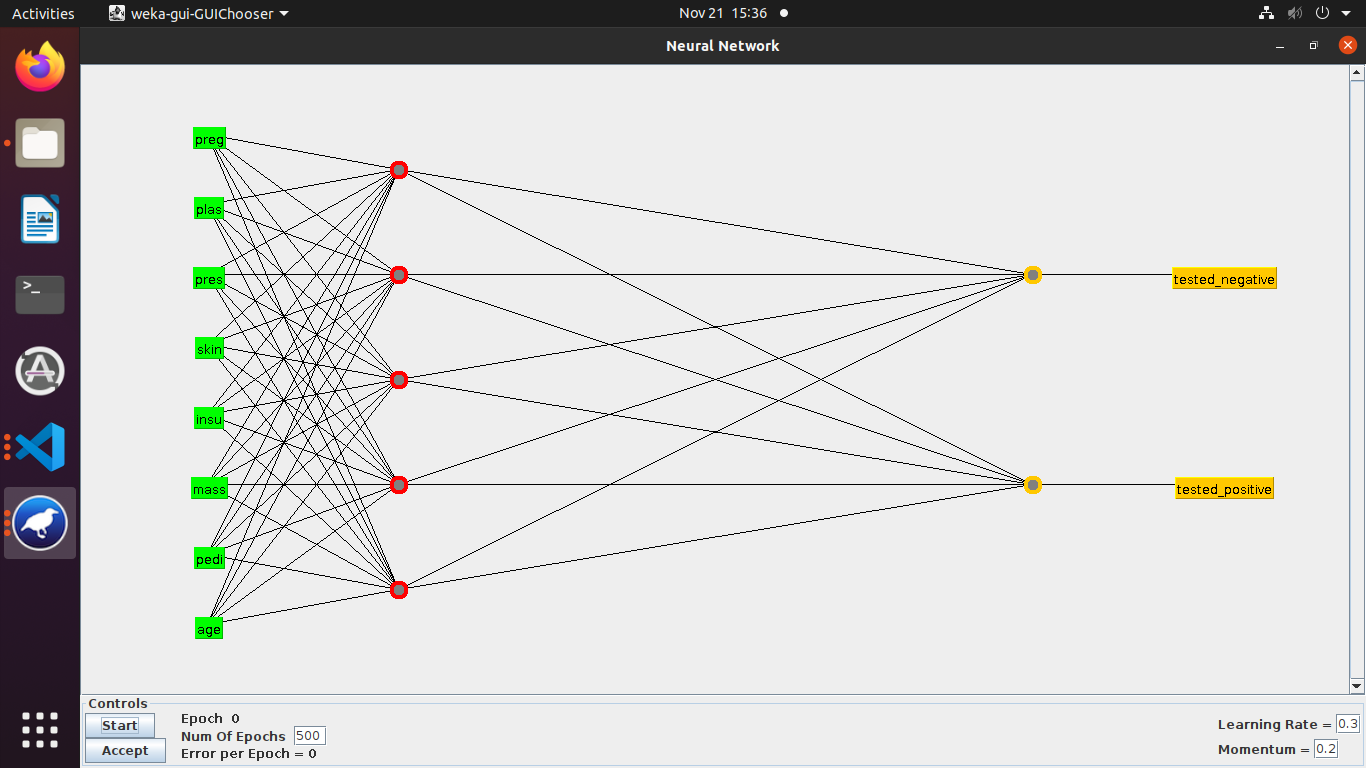 Activities weka-gui-GUIChooser Nov 21 15:36
Neural Network
preg
plas
pres
tested_negative
skin
insu
mass
tested_positive
pedi
age
Controls
Start
Accept
Epoch 0
Num Of Epochs 500
Error per Epoch = 0
Learning Rate = 0.3
Momentum = 0.2